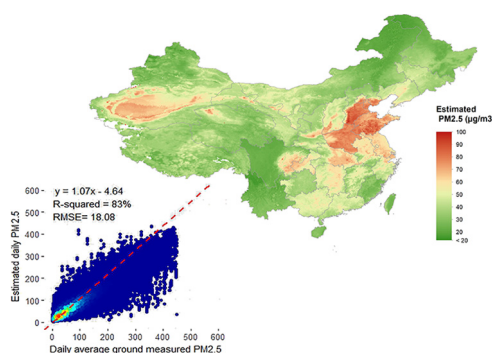 Estimated
PM2.5 (µg/m3
100
90
80
70
60
50
40
30
20
<20
y = 1.07x - 4.64
R-squared = 83%
RMSE= 18.08
Estimated daily PM2.5
600
500
400
300
200
100
0
0 100 200 300 400 500 600
Daily average ground measured PM2.5